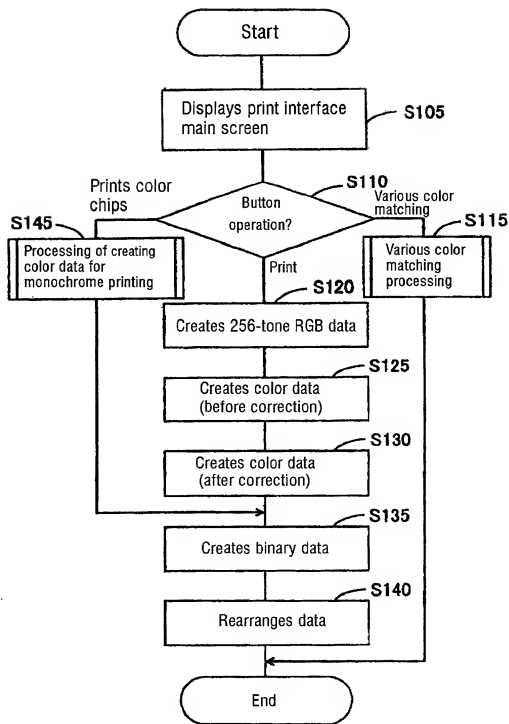 Start
Displays print interface
main screen
S105
S110
Button
operation?
Prints color
chips
Various color
matching
S145
Processing of creating
color data for
monochrome printing
S115
Various color
matching
processing
Print
S120
Creates 256-tone RGB data
S125
Creates color data
(before correction)
S130
Creates color data
(after correction)
S135
Creates binary data
S140
Rearranges data
End